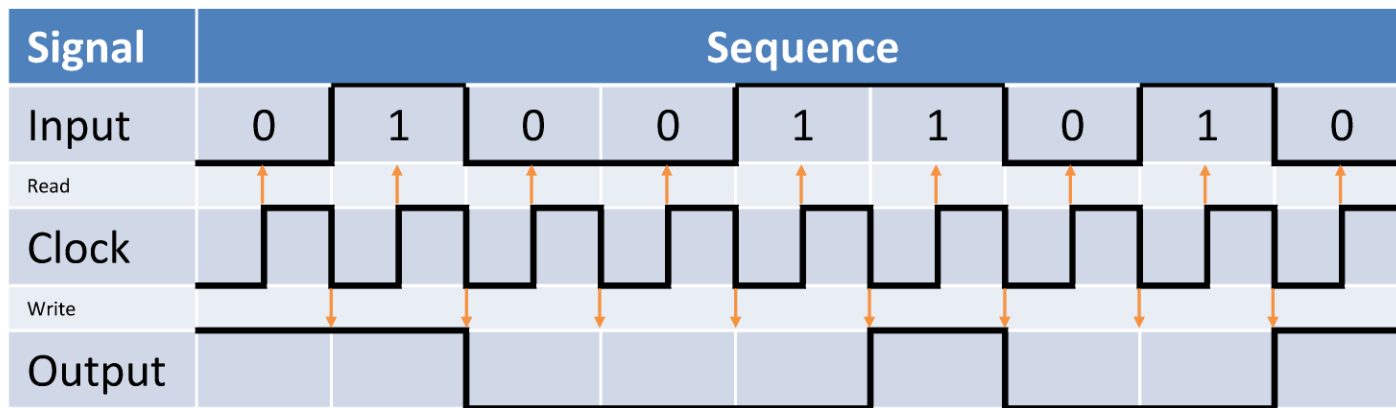 Signal Sequence
Input 0 1 0 0 1 1 0 1 0
Read
Clock
Write
Output